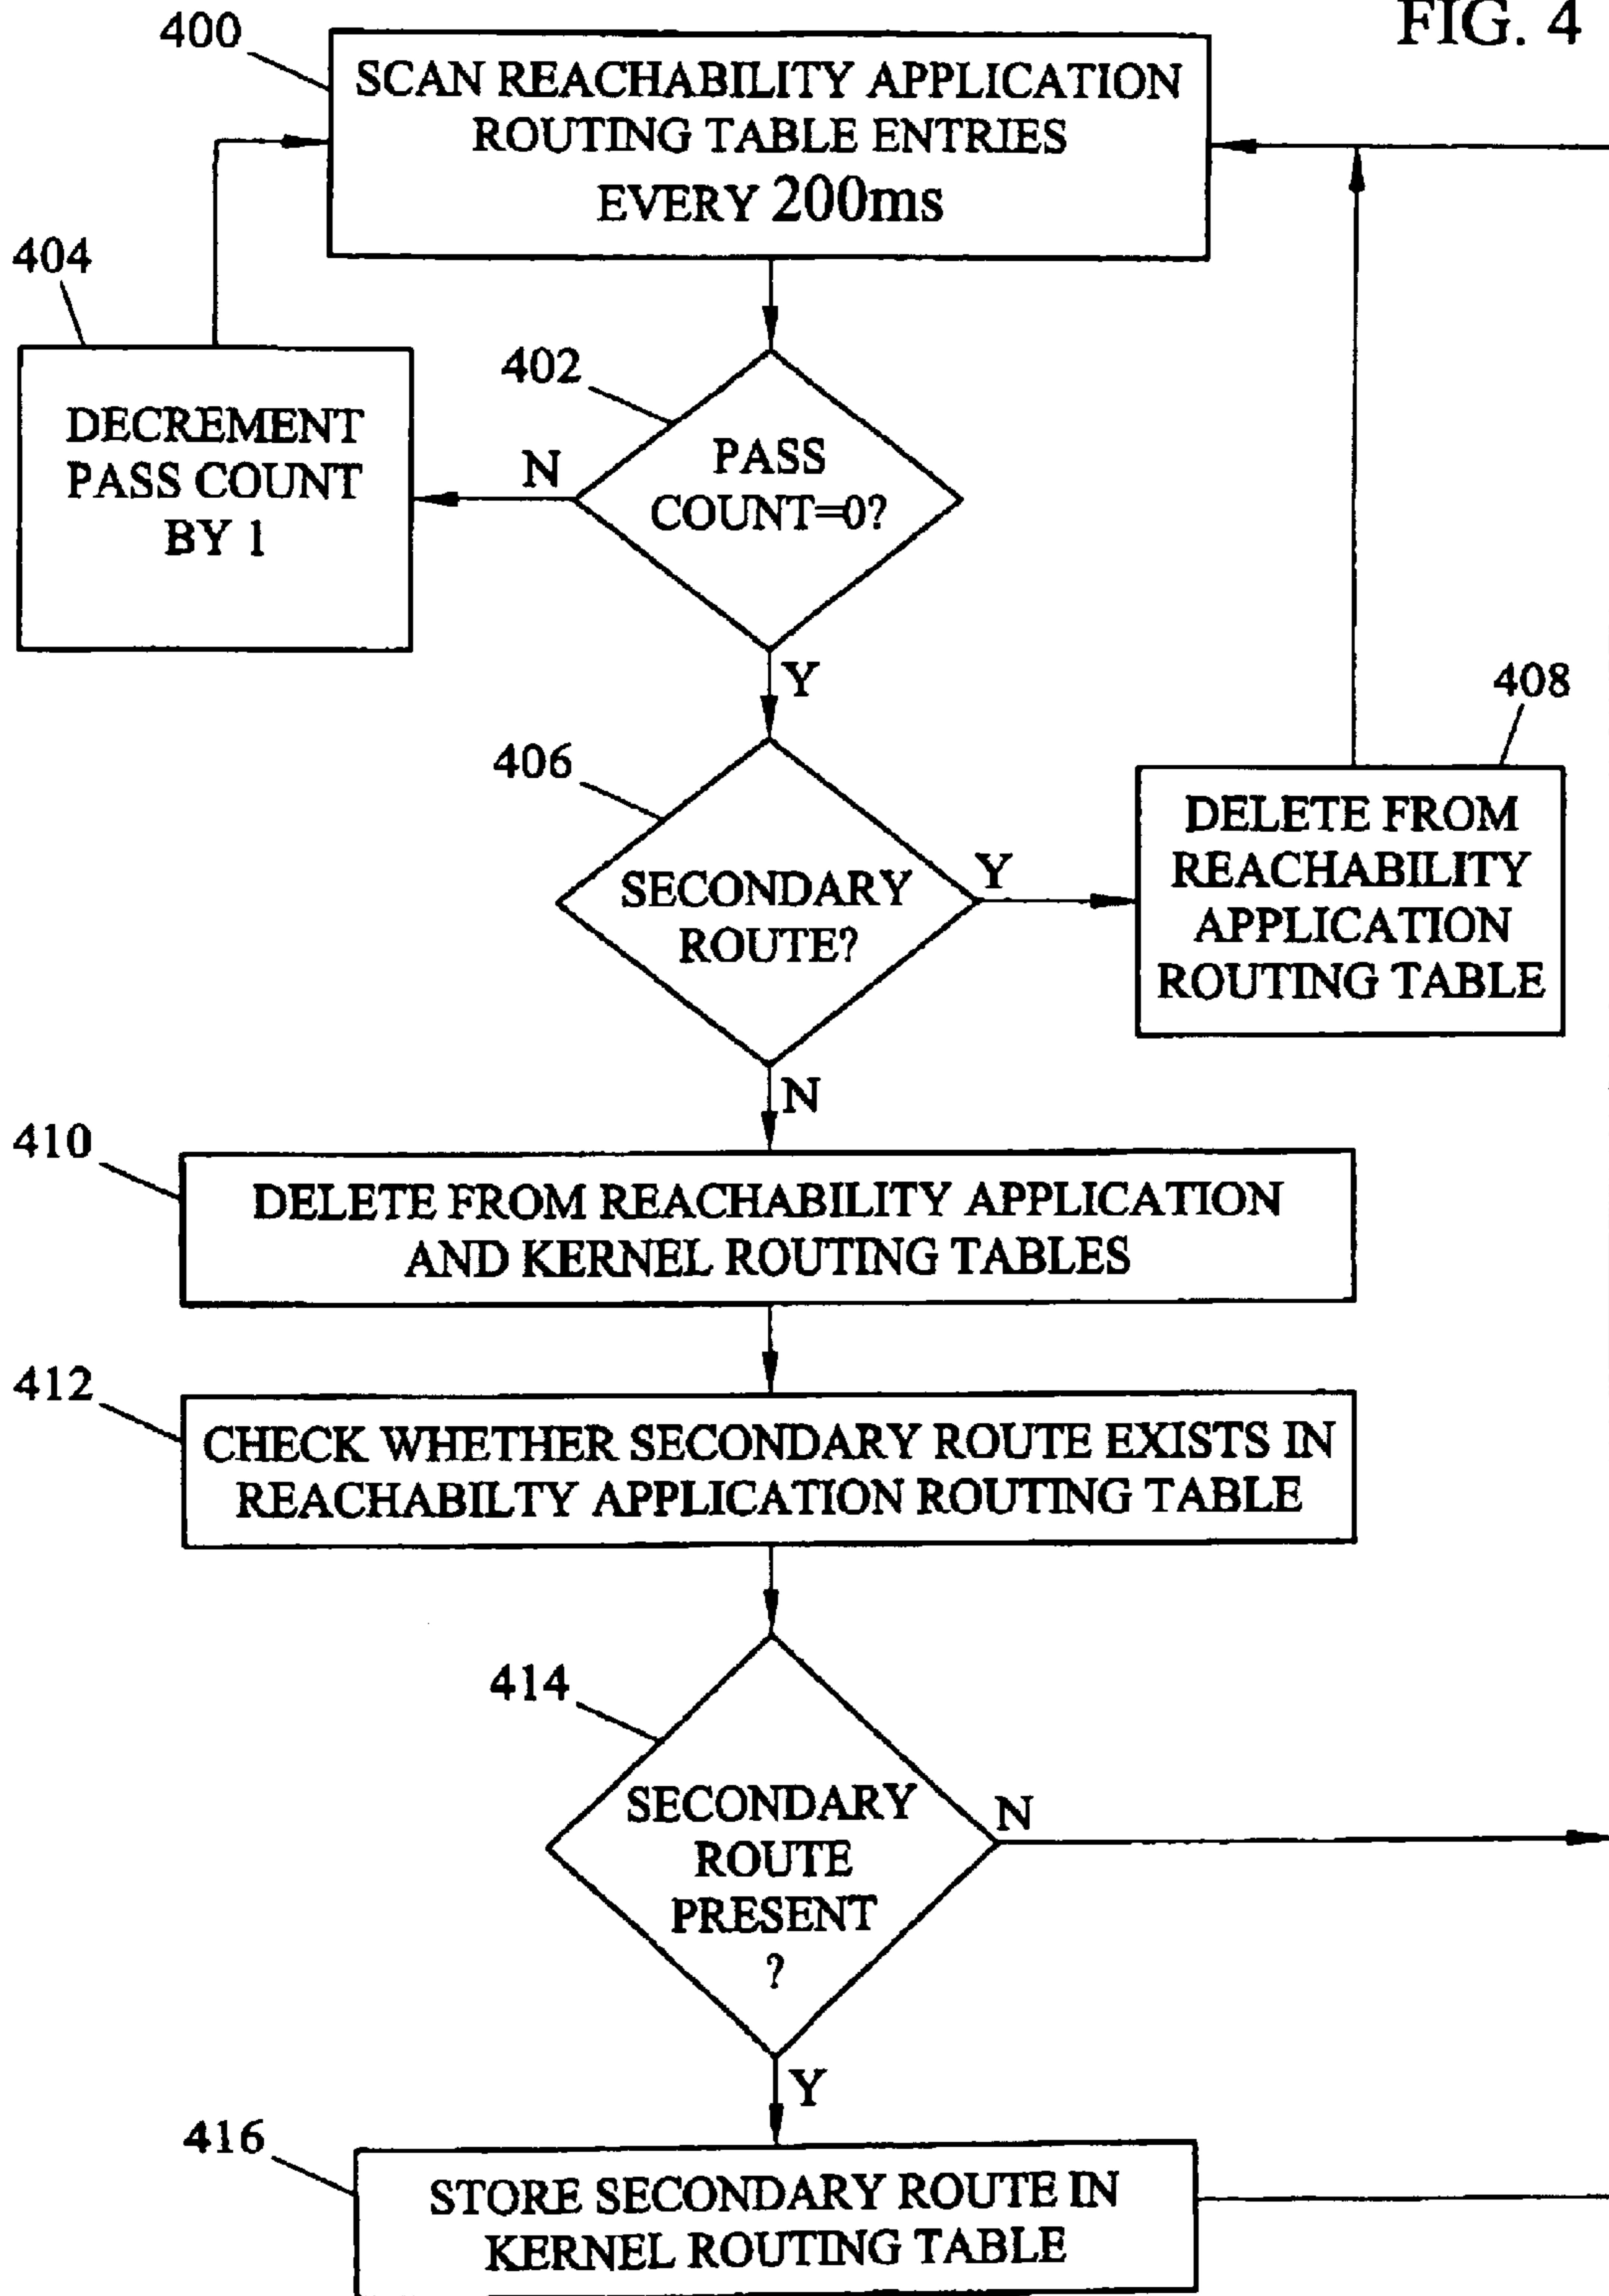 FIG. 4
400
SCAN REACHABILITY APPLICATION
ROUTING TABLE ENTRIES
EVERY 200ms
404
DECREMENT
PASS COUNT
BY 1
402
PASS
COUNT=0?
N
Y
406
SECONDARY
ROUTE?
Y
408
DELETE FROM
REACHABILITY
APPLICATION
ROUTING TABLE
N
410
DELETE FROM REACHABILITY APPLICATION
AND KERNEL ROUTING TABLES
412
CHECK WHETHER SECONDARY ROUTE EXISTS IN
REACHABILTY APPLICATION ROUTING TABLE
414
SECONDARY
ROUTE
PRESENT
?
N
Y
416
STORE SECONDARY ROUTE IN
KERNEL ROUTING TABLE